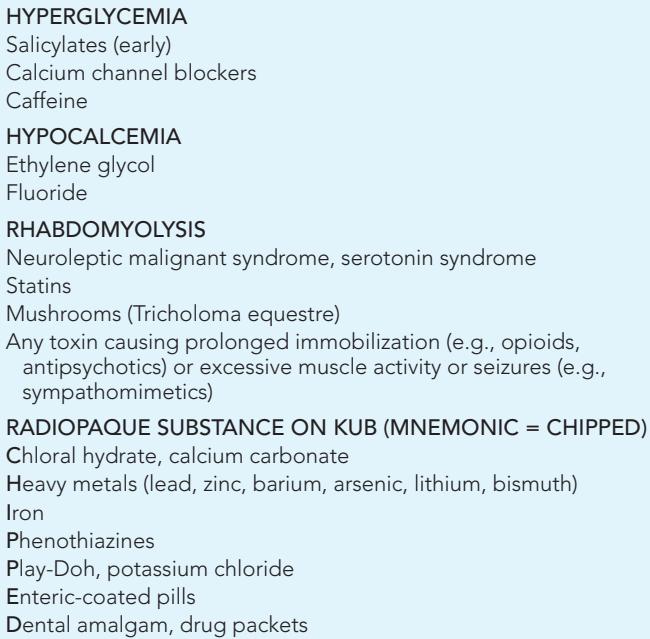 HYPERGLYCEMIA
Salicylates (early)
Calcium channel blockers
Caffeine
HYPOCALCEMIA
Ethylene glycol
Fluoride
RHABDOMYOLYSIS
Neuroleptic malignant syndrome, serotonin syndrome
Statins
Mushrooms (Tricholoma equestre)
Any toxin causing prolonged immobilization (e.g., opioids,
antipsychotics) or excessive muscle activity or seizures (e.g.,
sympathomimetics)
RADIOPAQUE SUBSTANCE ON KUB (MNEMONIC = CHIPPED)
Chloral hydrate, calcium carbonate
Heavy metals (lead, zinc, barium, arsenic, lithium, bismuth)
Iron
Phenothiazines
Play-Doh, potassium chloride
Enteric-coated pills
Dental amalgam, drug packets